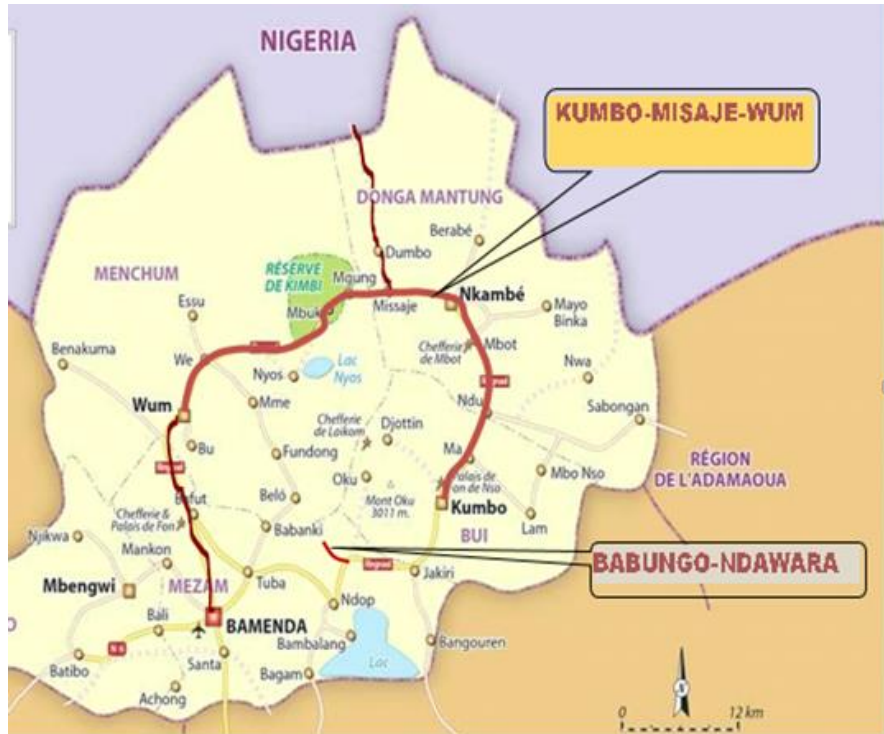 NIGERIA
KUMBO-MISAJE-WUM
DONGA MANTUNG
Berabé
Dumbo
MENCHUM
RÉSERVE
DE KIMBI
Mgung
Essu
Mbuk
Missaje
Nkambé
Mayo
Binka
Benakuma
We
Chefferie
de Mbot
Mbot
Lac
Nyos
Nyos
Nwa
Wum
Mme
Ndu
Sabongan
Chefferie
de Laikom
Djottin
Bu
Fundong
Ma
RÉGION
DE L'ADAMAOUA
Oku
Mbo Nso
Beló
Mont Oku
3011 m.
Kumbo
Chefferie &
Palais de Fon
Babanki
Lam
Njikwa
BUI
Mankon
BABUNGO-NDAWARA
Mbengwi
MEZAM
Tuba
Jakiri
Ndop
Bali
BAMENDA
Bambalang
Bangouren
N 6
Santa
Lac
Batibo
Bagam
Achong
N
0 12 km